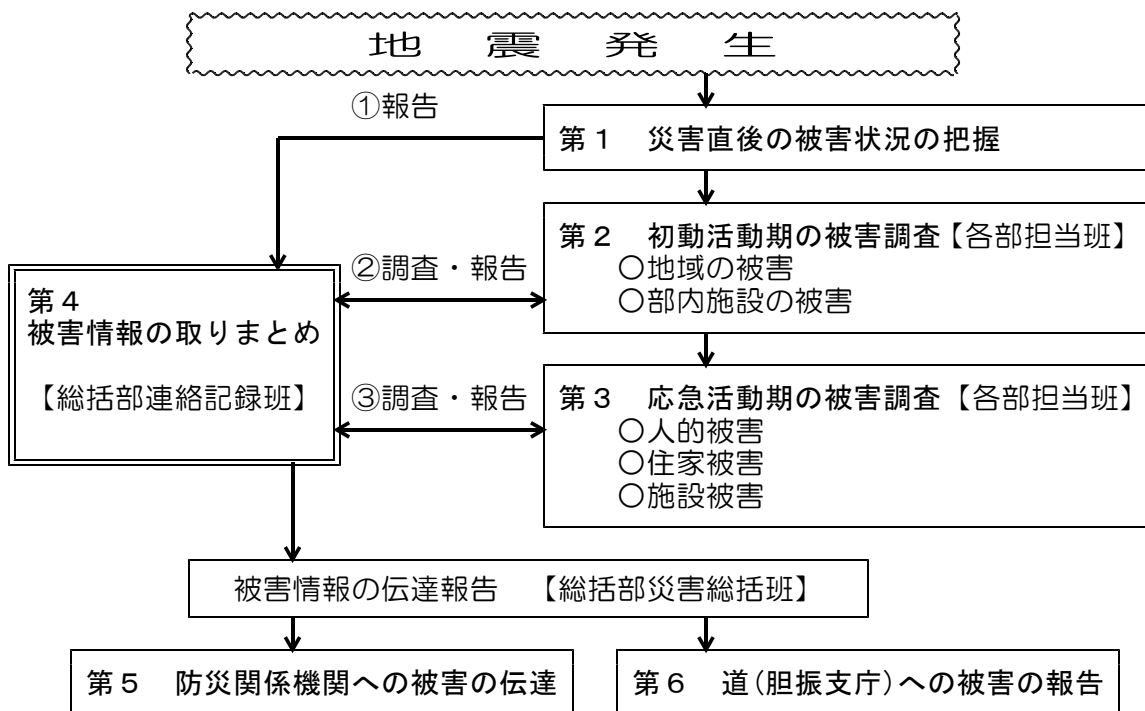 地　震　発　生
①報告
第１　災害直後の被害状況の把握
第２　初動活動期の被害調査【各部担当班】
○地域の被害
○部内施設の被害
②調査・報告
第４
被害情報の取りまとめ
【総括部連絡記録班】
③調査・報告
第３　応急活動期の被害調査【各部担当班】
○人的被害
○住家被害
○施設被害
被害情報の伝達報告　【総括部災害総括班】
第５　防災関係機関への被害の伝達
第６　道(胆振支庁)への被害の報告